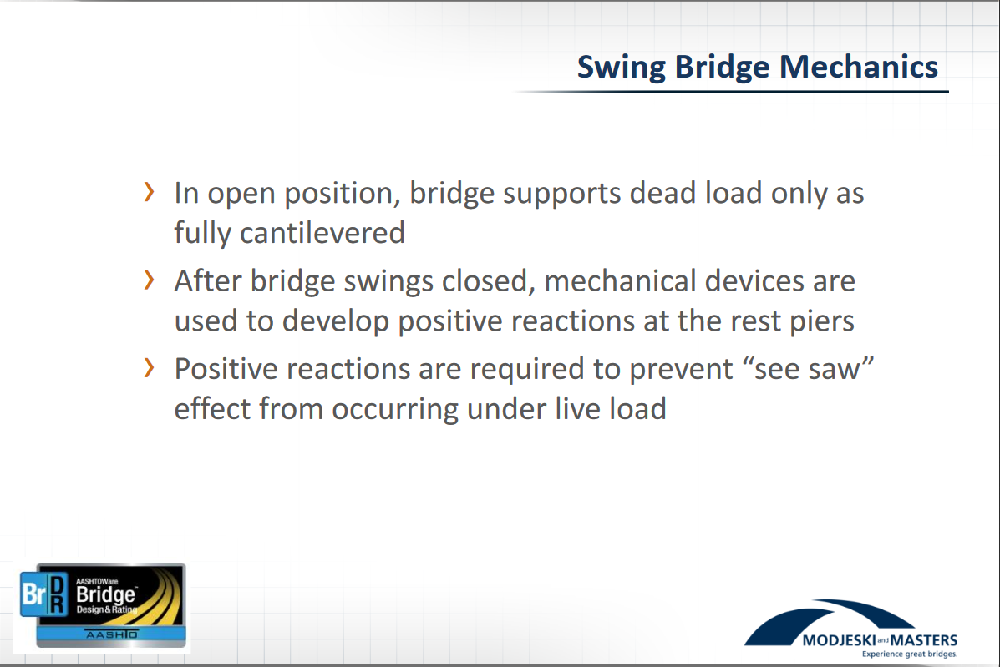 Swing Bridge Mechanics
› In open position, bridge supports dead load only as
fully cantilevered
› After bridge swings closed, mechanical devices are
used to develop positive reactions at the rest piers
› Positive reactions are required to prevent “see saw”
effect from occurring under live load
Br DR
AASHTOWare
Bridge™
Design & Rating
AASHTO
MODJESKI and MASTERS
Experience great bridges.